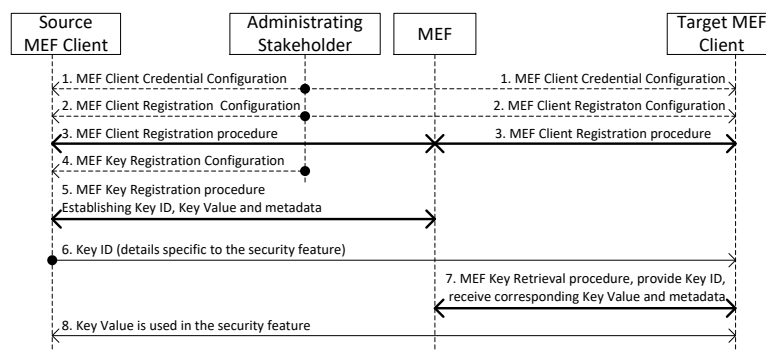 Source
MEF Client
Administrating
Stakeholder
MEF
Target MEF
Client
1. MEF Client Credential Configuration
1. MEF Client Credential Configuration
2. MEF Client Registration  Configuration
2. MEF Client Registraton Configuration
3. MEF Client Registration procedure
3. MEF Client Registration procedure
4. MEF Key Registration Configuration
5. MEF Key Registration procedure
Establishing Key ID, Key Value and metadata
6. Key ID (details specific to the security feature)
7. MEF Key Retrieval procedure, provide Key ID,
receive corresponding Key Value and metadata
8. Key Value is used in the security feature